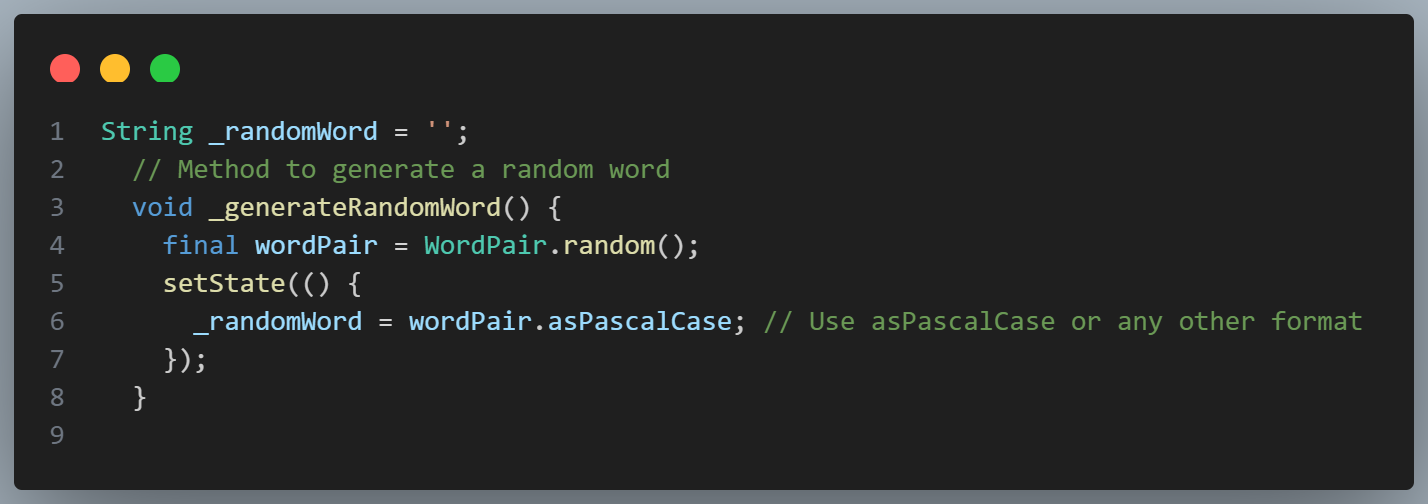 1 String _randomWord = '';
2 // Method to generate a random word
3 void _generateRandomWord() {
4 final wordPair = WordPair.random();
5 setState(() {
6 _randomWord = wordPair.asPascalCase; // Use asPascalCase or any other format
7 });
8 }
9